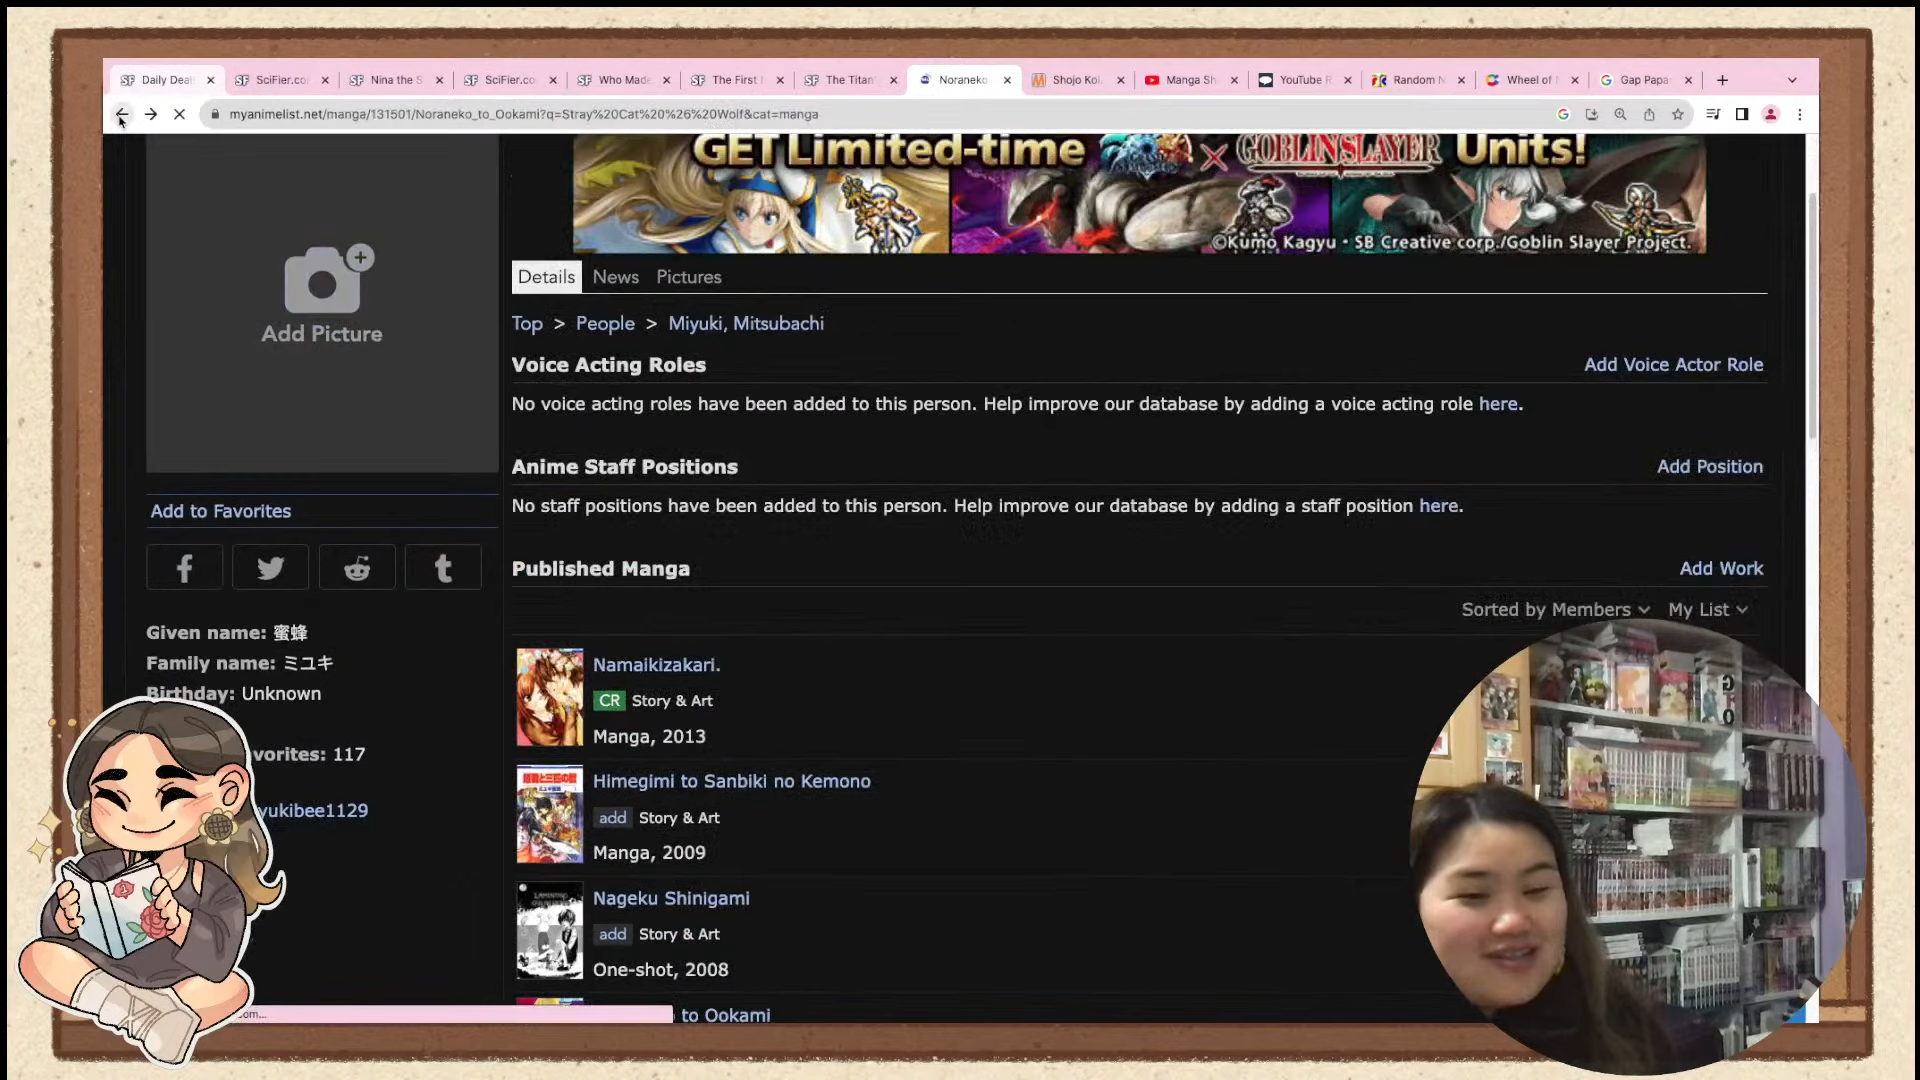 Daily Deat
SciFier.co
Nina the S
SciFier.co
Who Made
The First
The Titan
Noraneko
Shojo Koi
Manga Sh
YouTube R
Random N
Wheel of
Gap Papa
myanimelist.net/manga/131501/Noraneko_to_Ookami?q=Stray%20Cat%20%26%20Wolf&cat=manga
GET Limited-time
GOBLIN SLAYER
Units!
©Kumo Kagyu・SB Creative corp./Goblin Slayer Project.
Add Picture
Details News Pictures
Top > People > Miyuki, Mitsubachi
Voice Acting Roles
Add Voice Actor Role
No voice acting roles have been added to this person. Help improve our database by adding a voice acting role here.
Anime Staff Positions
Add Position
No staff positions have been added to this person. Help improve our database by adding a staff position here.
Add to Favorites
Published Manga
Add Work
Sorted by Members My List
Given name: 蜜蜂
Family name: ミユキ
Birthday: Unknown
vorites: 117
yukibee1129
Namaikizakari.
CR Story & Art
Manga, 2013
Himegimi to Sanbiki no Kemono
add Story & Art
Manga, 2009
Nageku Shinigami
add Story & Art
One-shot, 2008
to Ookami
om...